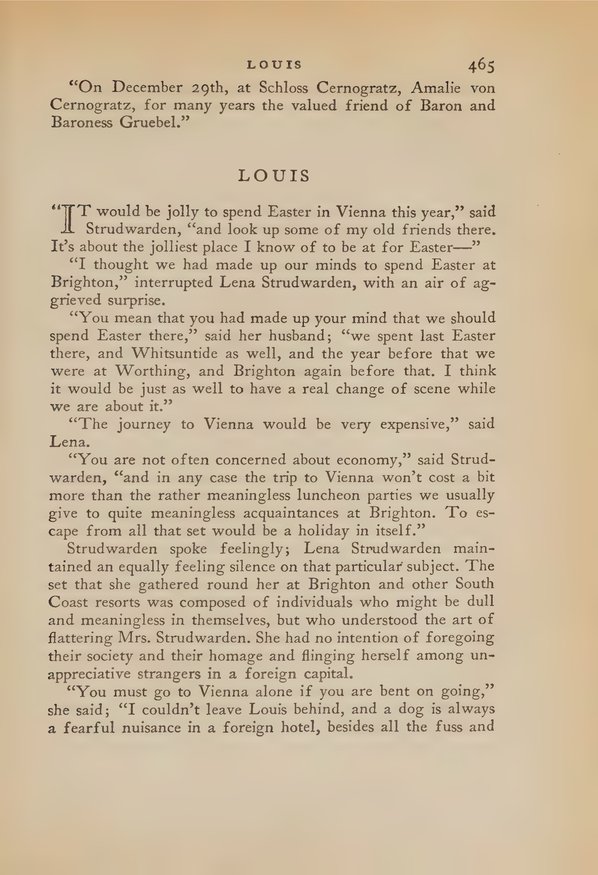 LOUIS 465
“On December 29th, at Schloss Cernogratz, Amalie von
Cernogratz, for many years the valued friend of Baron and
Baroness Gruebel.”
LOUIS
“IT would be jolly to spend Easter in Vienna this year,” said
Strudwarden, “and look up some of my old friends there.
It’s about the jolliest place I know of to be at for Easter—”
“I thought we had made up our minds to spend Easter at
Brighton,” interrupted Lena Strudwarden, with an air of ag-
grieved surprise.
“You mean that you had made up your mind that we should
spend Easter there,” said her husband; “we spent last Easter
there, and Whitsuntide as well, and the year before that we
were at Worthing, and Brighton again before that. I think
it would be just as well to have a real change of scene while
we are about it.”
“The journey to Vienna would be very expensive,” said
Lena.
“You are not often concerned about economy,” said Strud-
warden, “and in any case the trip to Vienna won’t cost a bit
more than the rather meaningless luncheon parties we usually
give to quite meaningless acquaintances at Brighton. To es-
cape from all that set would be a holiday in itself.”
Strudwarden spoke feelingly; Lena Strudwarden main-
tained an equally feeling silence on that particular subject. The
set that she gathered round her at Brighton and other South
Coast resorts was composed of individuals who might be dull
and meaningless in themselves, but who understood the art of
flattering Mrs. Strudwarden. She had no intention of foregoing
their society and their homage and flinging herself among un-
appreciative strangers in a foreign capital.
“You must go to Vienna alone if you are bent on going,”
she said; “I couldn’t leave Louis behind, and a dog is always
a fearful nuisance in a foreign hotel, besides all the fuss and